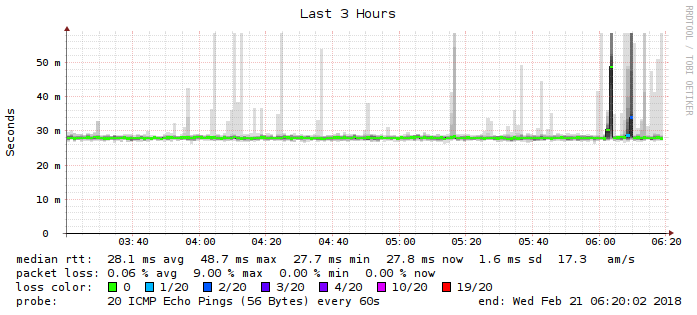 Last 3 Hours
RRDTOOL / TOBI OETIKER
Seconds
50 m
40 m
30 m
20 m
10 m
0
03:40 04:00 04:20 04:40 05:00 05:20 05:40 06:00 06:20
median rtt: 28.1 ms avg 48.7 ms max 27.7 ms min 27.8 ms now 1.6 ms sd 17.3 am/s
packet loss: 0.06 % avg 9.00 % max 0.00 % min 0.00 % now
loss color: 0 1/20 2/20 3/20 4/20 10/20 19/20
probe: 20 ICMP Echo Pings (56 Bytes) every 60s end: Wed Feb 21 06:20:02 2018